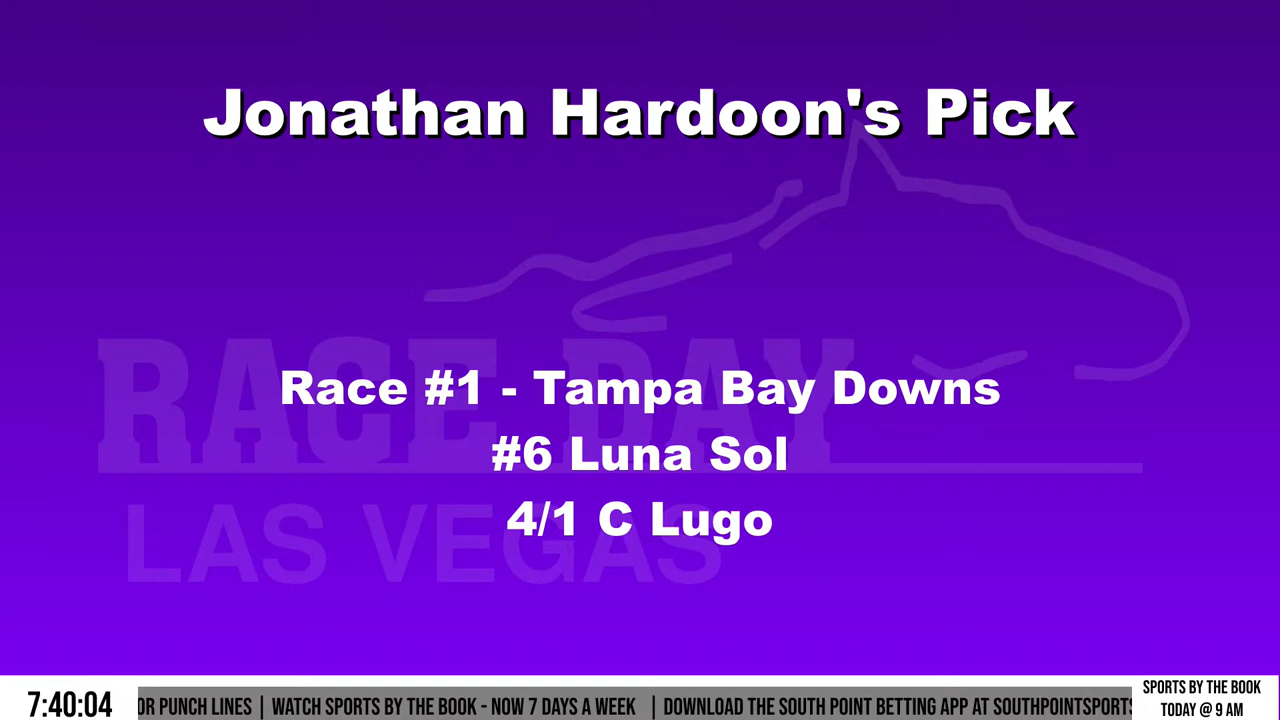 Jonathan Hardoon's Pick
RACE DAY
LAS VEGAS
Race #1 - Tampa Bay Downs
#6 Luna Sol
4/1 C Lugo
7:40:04
OR PUNCH LINES | WATCH SPORTS BY THE BOOK - NOW 7 DAYS A WEEK | DOWNLOAD THE SOUTH POINT BETTING APP AT SOUTHPOINTSPORTS
SPORTS BY THE BOOK
TODAY @ 9 AM